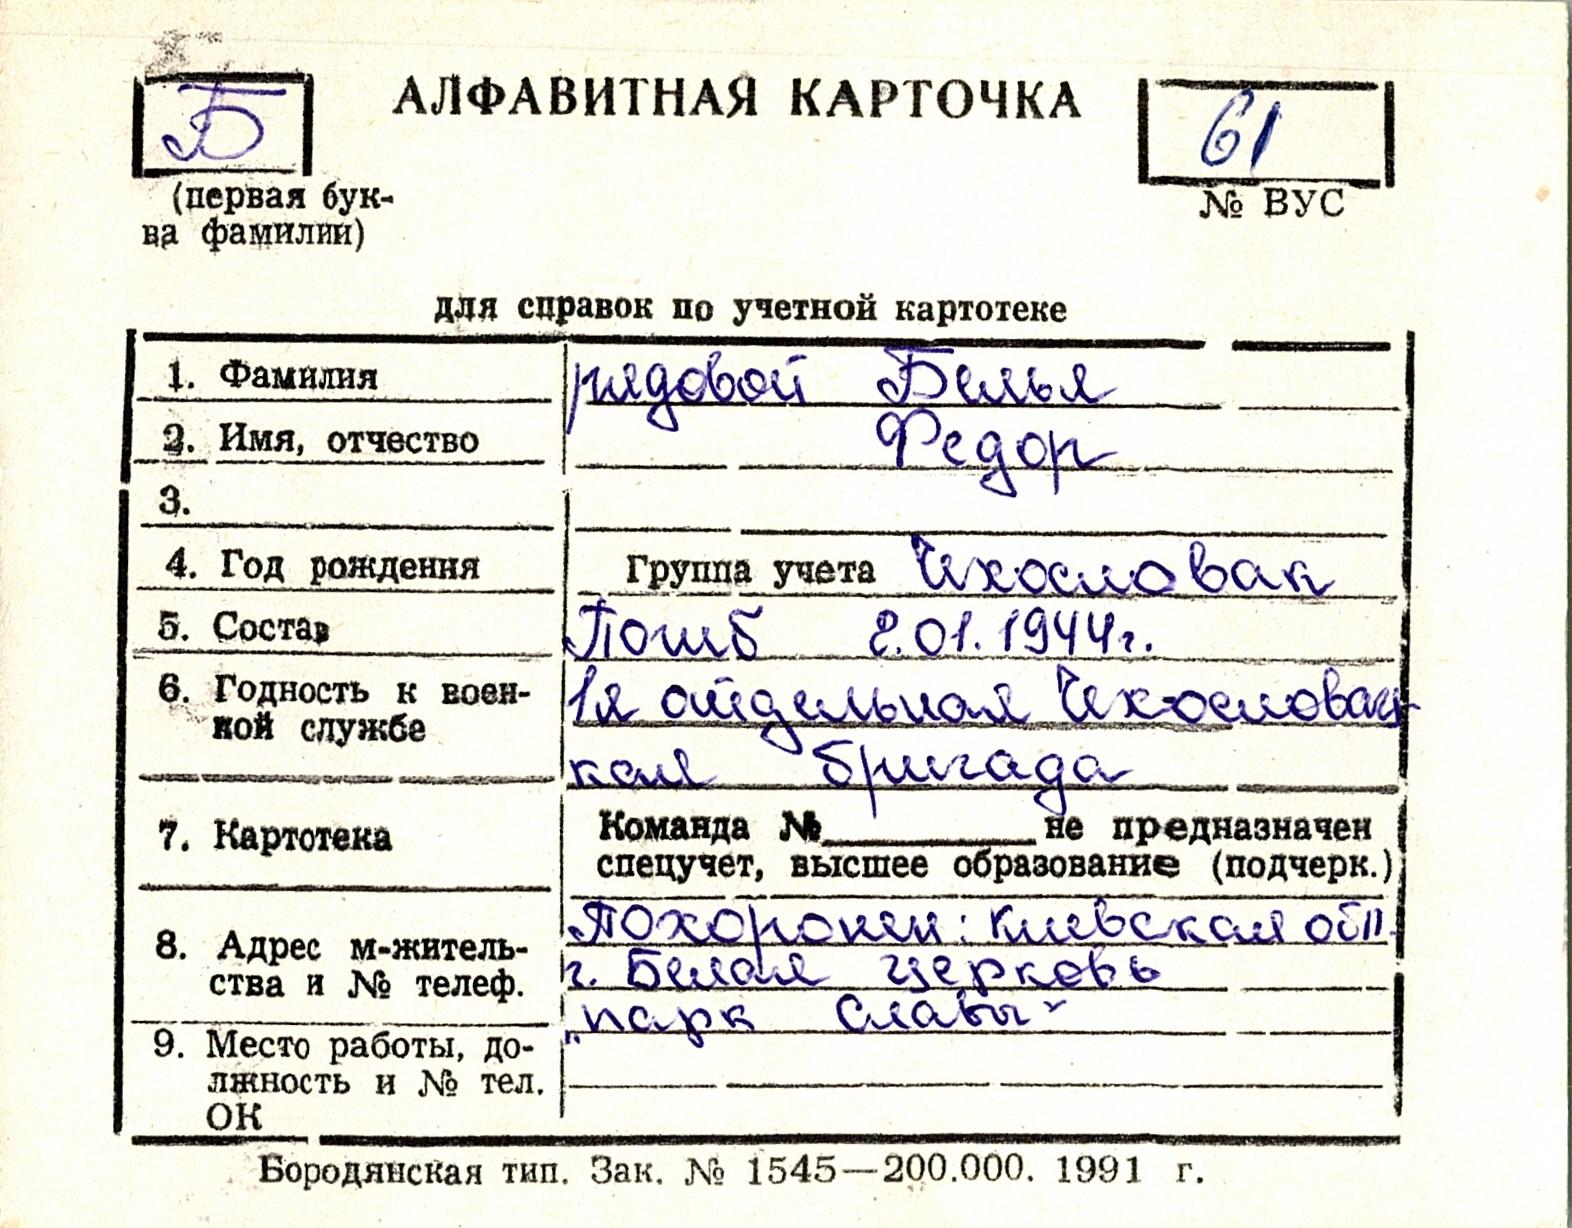 Б
АЛФАВИТНАЯ КАРТОЧКА
61
(первая бук-
ва фамилии)
№ ВУС
для справок по учетной картотеке
1. Фамилия рядовой Белья
2. Имя, отчество Федор
3.
4. Год рождения Группа учета Чехословак
5. Состав Погиб 2.01.1944г.
6. Годность к воен-
ной службе
1я отдельная Чехословац-
кая бригада
7. Картотека
Команда №__________не предназначен
спецучет, высшее образование (подчерк.)
8. Адрес м-житель-
ства и № телеф.
Похоронен: Киевская обл.
г. Белая церковь
„парк Славы"
9. Место работы, до-
лжность и № тел.
ОК
Бородянская тип. Зак. № 1545—200.000. 1991 г.